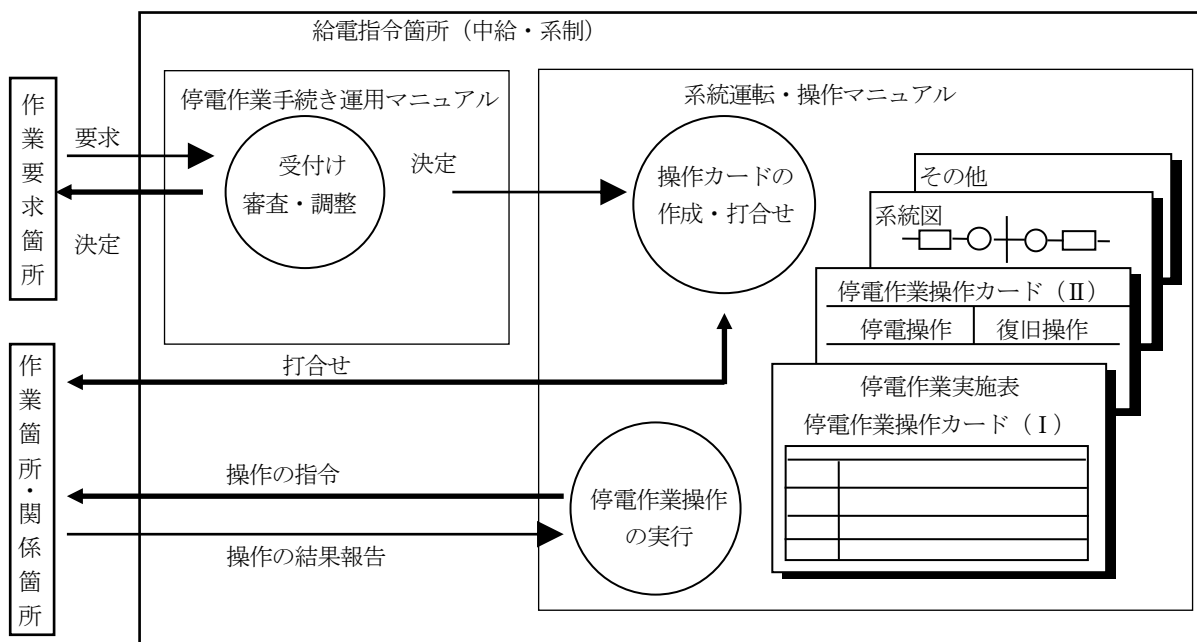 給電指令箇所（中給・系制）
作業要求箇所
要求
決定
停電作業手続き運用マニュアル
受付け
審査・調整
決定
系統運転・操作マニュアル
操作カードの
作成・打合せ
その他
系統図
停電作業操作カード（Ⅱ）
停電操作
復旧操作
停電作業実施表
停電作業操作カード（Ⅰ）
作業箇所・関係箇所
打合せ
操作の指令
操作の結果報告
停電作業操作
の実行